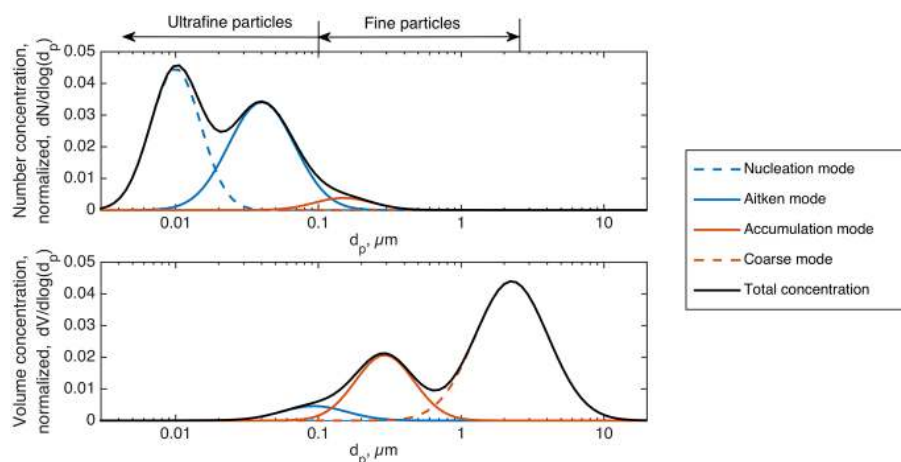 Ultrafine particles Fine particles
Number concentration,
normalized, dN/dlog(dp)
0.05
0.04
0.03
0.02
0.01
0
0.01 0.1 1 10
dp, µm
Volume concentration,
normalized, dV/dlog(dp)
0.05
0.04
0.03
0.02
0.01
0
0.01 0.1 1 10
dp, µm
Nucleation mode
Aitken mode
Accumulation mode
Coarse mode
Total concentration